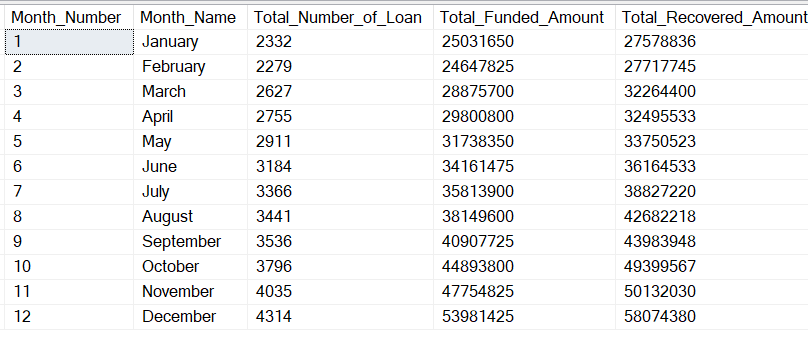 Month_Number Month_Name Total_Number_of_Loan Total_Funded_Amount Total_Recovered_Amount
1 January 2332 25031650 27578836
2 February 2279 24647825 27717745
3 March 2627 28875700 32264400
4 April 2755 29800800 32495533
5 May 2911 31738350 33750523
6 June 3184 34161475 36164533
7 July 3366 35813900 38827220
8 August 3441 38149600 42682218
9 September 3536 40907725 43983948
10 October 3796 44893800 49399567
11 November 4035 47754825 50132030
12 December 4314 53981425 58074380